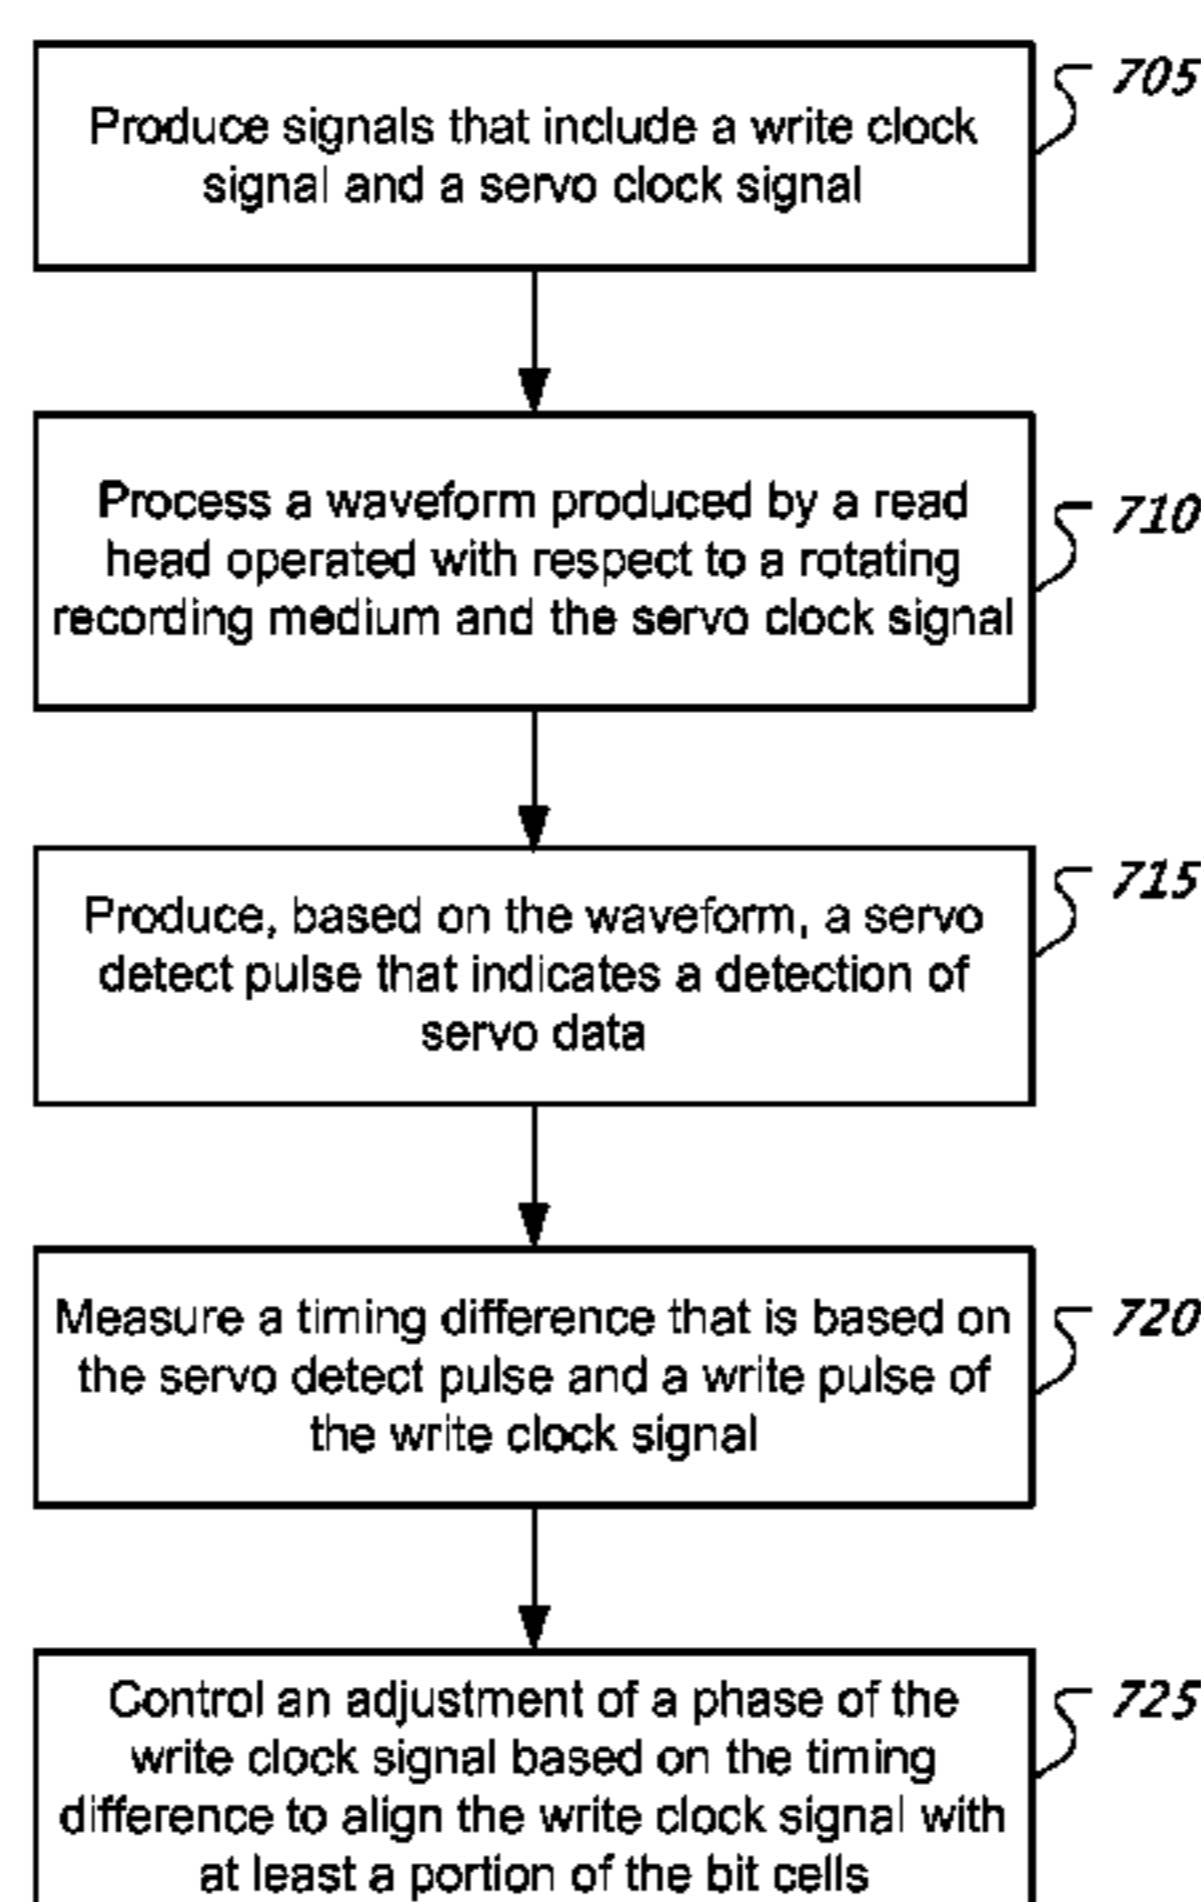 Produce signals that include a write clock
signal and a servo clock signal
705
Process a waveform produced by a read
head operated with respect to a rotating
recording medium and the servo clock signal
710
Produce, based on the waveform, a servo
detect pulse that indicates a detection of
servo data
715
Measure a timing difference that is based on
the servo detect pulse and a write pulse of
the write clock signal
720
Control an adjustment of a phase of the
write clock signal based on the timing
difference to align the write clock signal with
at least a portion of the bit cells
725